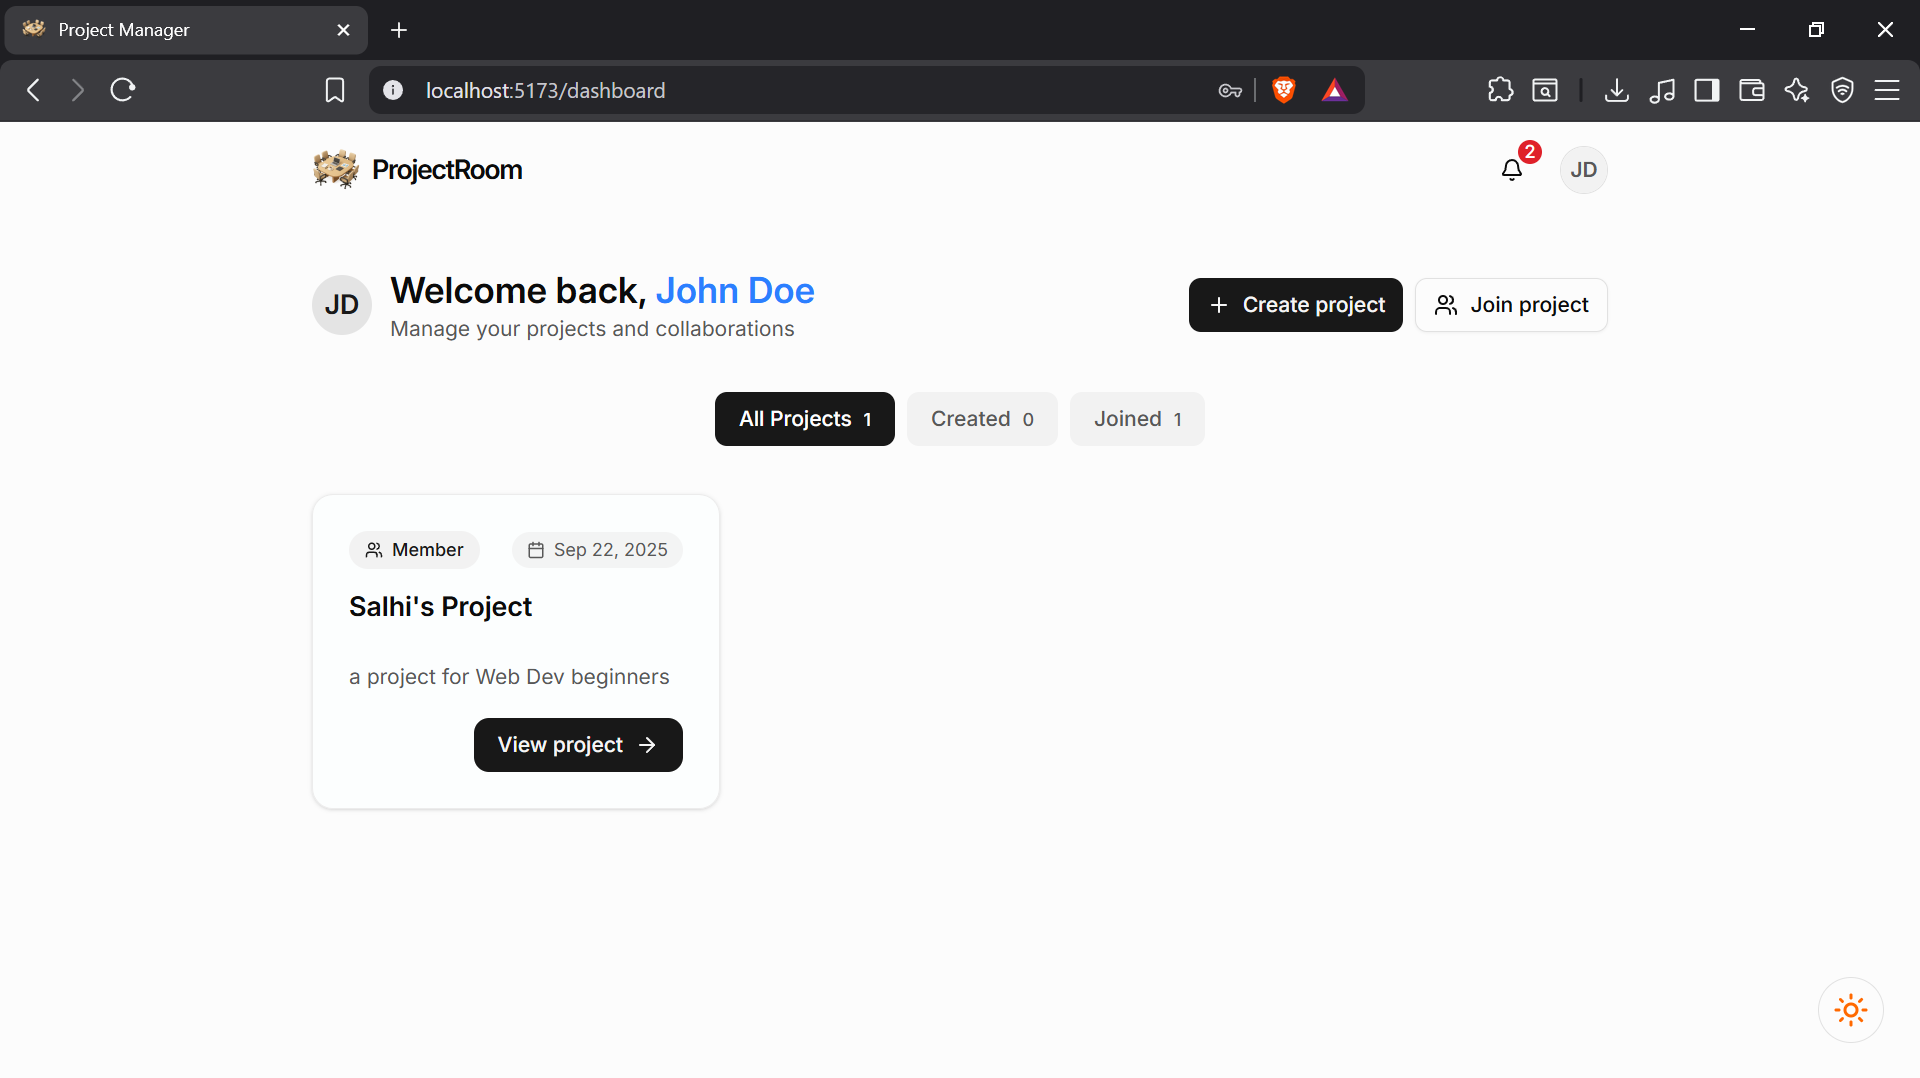 Project Manager
localhost:5173/dashboard
ProjectRoom
2
JD
JD
Welcome back, John Doe
Manage your projects and collaborations
Create project
Join project
All Projects 1
Created 0
Joined 1
Member
Sep 22, 2025
Salhi's Project
a project for Web Dev beginners
View project